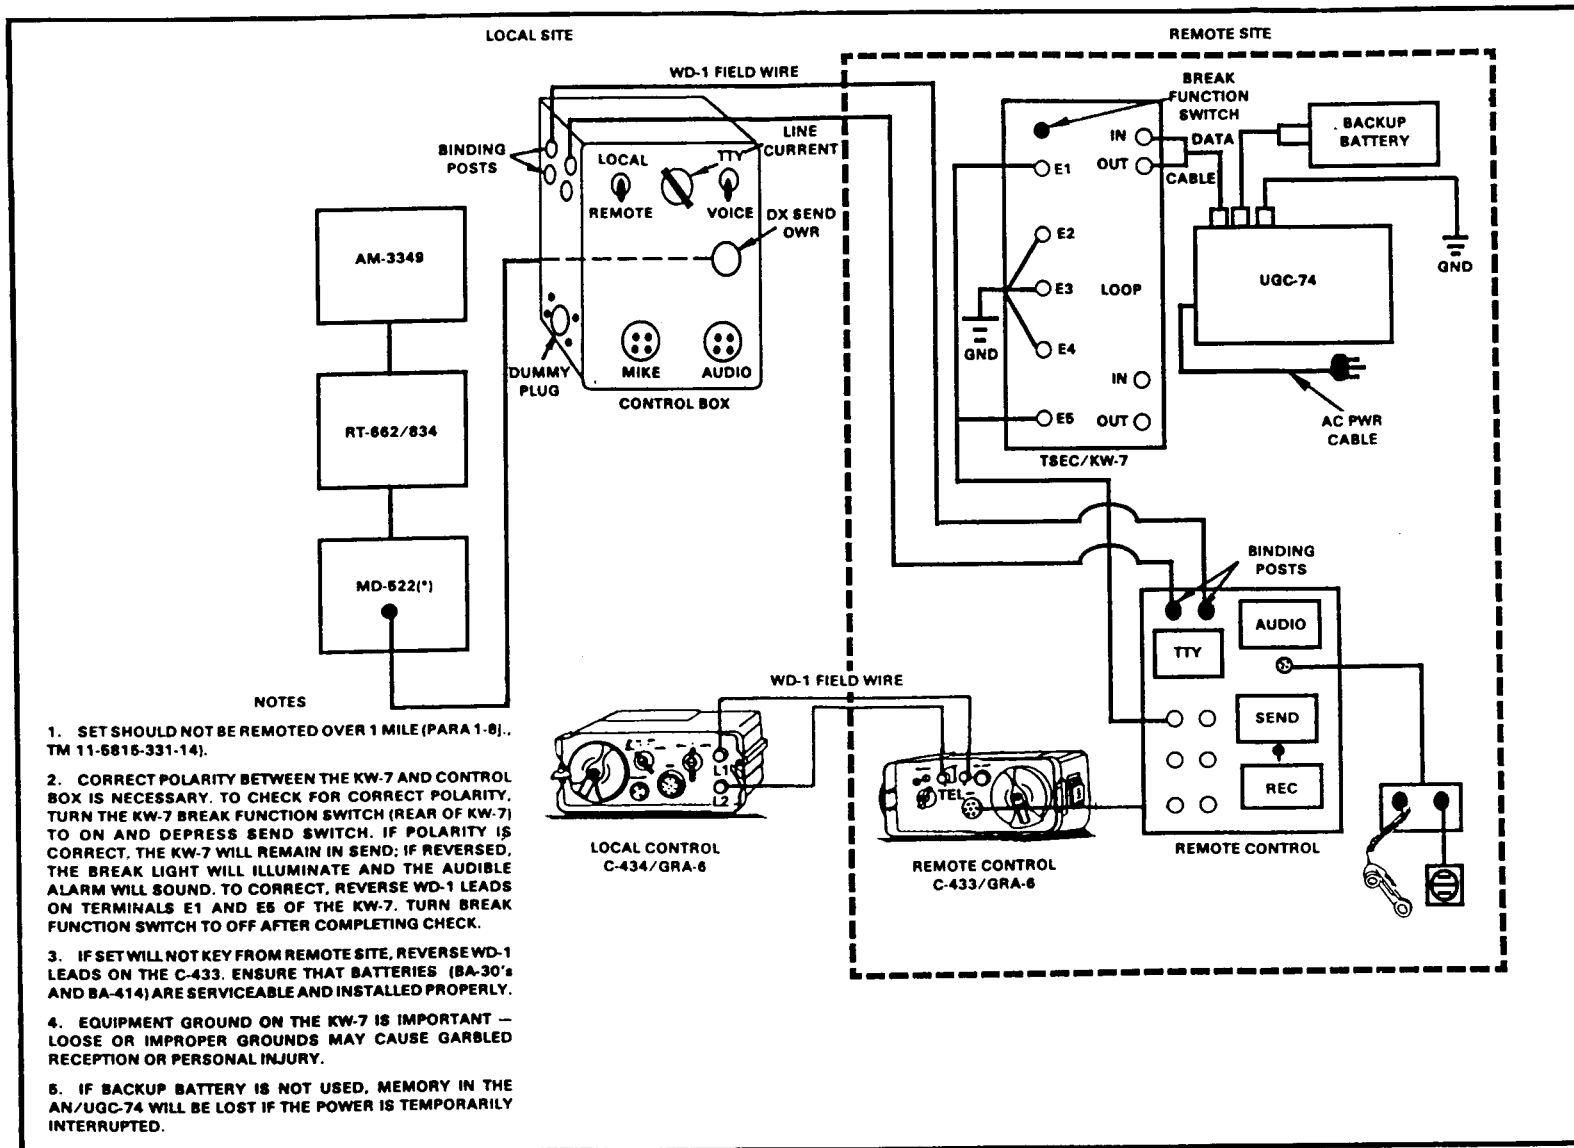 LOCAL SITE
REMOTE SITE
WD-1 FIELD WIRE
BREAK
FUNCTION
SWITCH
BINDING
POSTS
LINE
CURRENT
LOCAL
TTY
REMOTE
VOICE
DX SEND
OWR
DUMMY
PLUG
MIKE
AUDIO
CONTROL BOX
AM-3349
RT-662/834
MD-522(*)
IN
OUT
DATA
CABLE
E1
E2
E3
E4
E5
LOOP
GND
IN
OUT
TSEC/KW-7
BACKUP
BATTERY
UGC-74
GND
AC PWR
CABLE
BINDING
POSTS
TTY
AUDIO
SEND
REC
REMOTE CONTROL
WD-1 FIELD WIRE
L1
L2
TEL
LOCAL CONTROL
C-434/GRA-6
REMOTE CONTROL
C-433/GRA-6
NOTES
1. SET SHOULD NOT BE REMOTED OVER 1 MILE (PARA 1-8j.,
TM 11-5815-331-14).
2. CORRECT POLARITY BETWEEN THE KW-7 AND CONTROL
BOX IS NECESSARY. TO CHECK FOR CORRECT POLARITY,
TURN THE KW-7 BREAK FUNCTION SWITCH (REAR OF KW-7)
TO ON AND DEPRESS SEND SWITCH. IF POLARITY IS
CORRECT, THE KW-7 WILL REMAIN IN SEND; IF REVERSED,
THE BREAK LIGHT WILL ILLUMINATE AND THE AUDIBLE
ALARM WILL SOUND. TO CORRECT, REVERSE WD-1 LEADS
ON TERMINALS E1 AND E5 OF THE KW-7. TURN BREAK
FUNCTION SWITCH TO OFF AFTER COMPLETING CHECK.
3. IF SET WILL NOT KEY FROM REMOTE SITE, REVERSE WD-1
LEADS ON THE C-433. ENSURE THAT BATTERIES (BA-30's
AND BA-414) ARE SERVICEABLE AND INSTALLED PROPERLY.
4. EQUIPMENT GROUND ON THE KW-7 IS IMPORTANT —
LOOSE OR IMPROPER GROUNDS MAY CAUSE GARBLED
RECEPTION OR PERSONAL INJURY.
5. IF BACKUP BATTERY IS NOT USED, MEMORY IN THE
AN/UGC-74 WILL BE LOST IF THE POWER IS TEMPORARILY
INTERRUPTED.